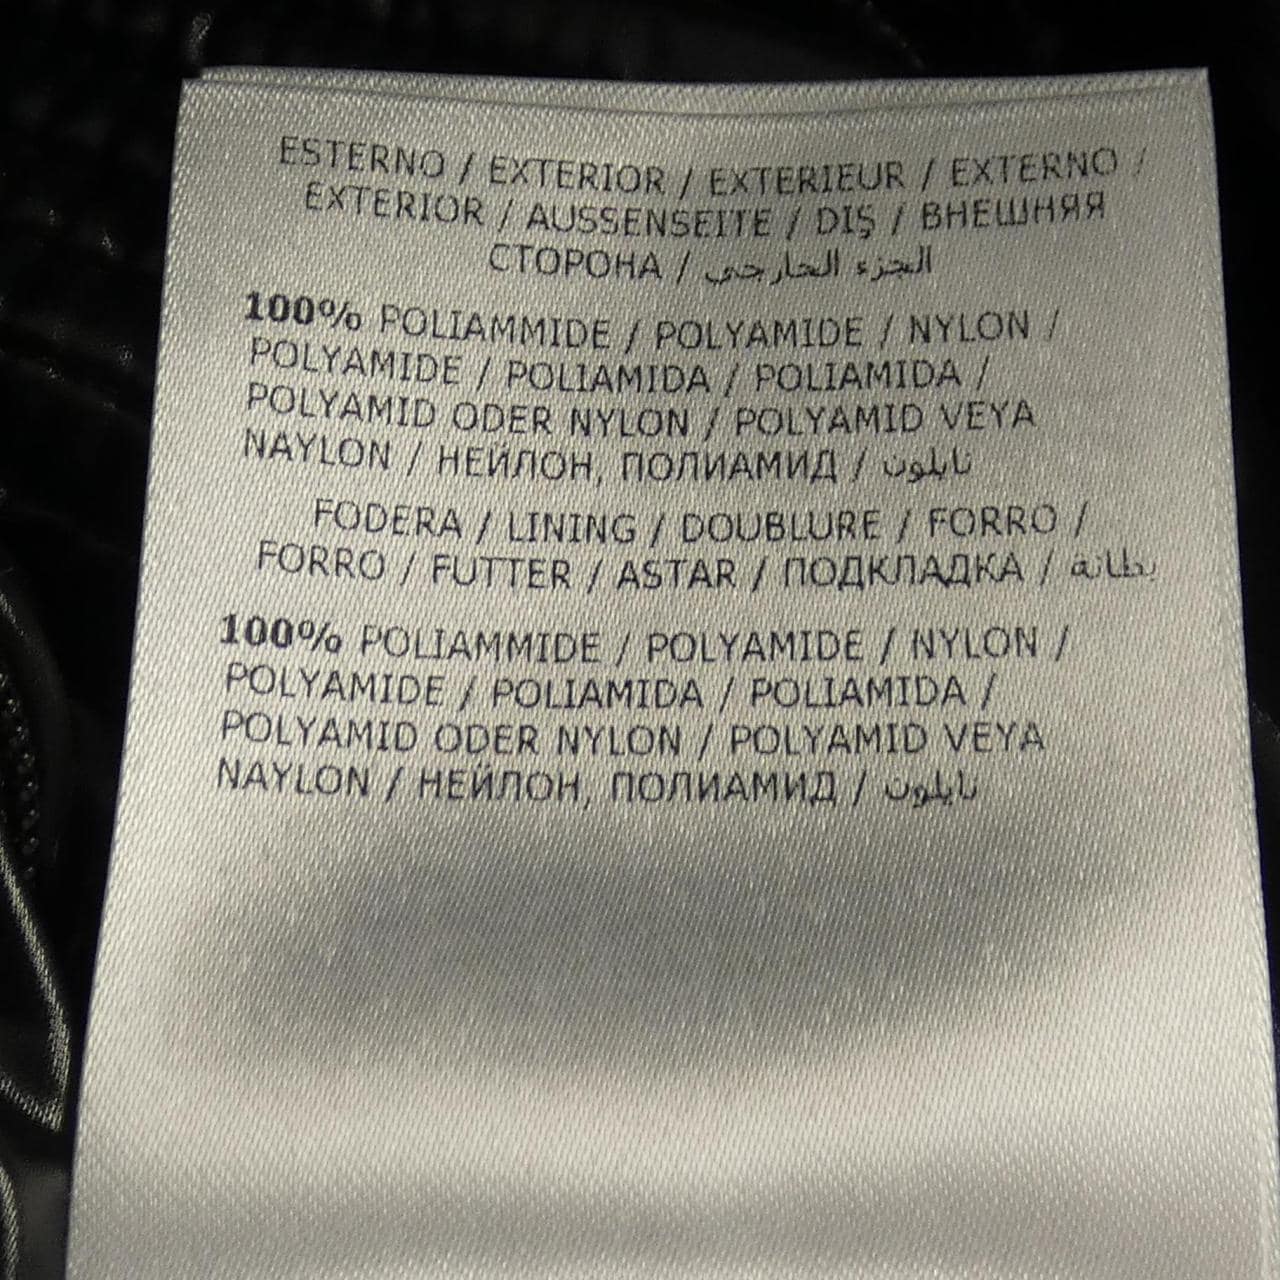 ESTERNO / EXTERIOR / EXTERIEUR / EXTERNO /
EXTERIOR / AUSSENSEITE / DIŞ / ВНЕШНЯЯ
СТОРОНА / الجزء الخارجي
100% POLIAMMIDE / POLYAMIDE / NYLON /
POLYAMIDE / POLIAMIDA / POLIAMIDA /
POLYAMID ODER NYLON / POLYAMID VEYA
NAYLON / НЕЙЛОН, ПОЛИАМИД / نايلون
FODERA / LINING / DOUBLURE / FORRO /
FORRO / FUTTER / ASTAR / ПОДКЛАДКА / بطانة
100% POLIAMMIDE / POLYAMIDE / NYLON /
POLYAMIDE / POLIAMIDA / POLIAMIDA /
POLYAMID ODER NYLON / POLYAMID VEYA
NAYLON / НЕЙЛОН, ПОЛИАМИД / نايلون